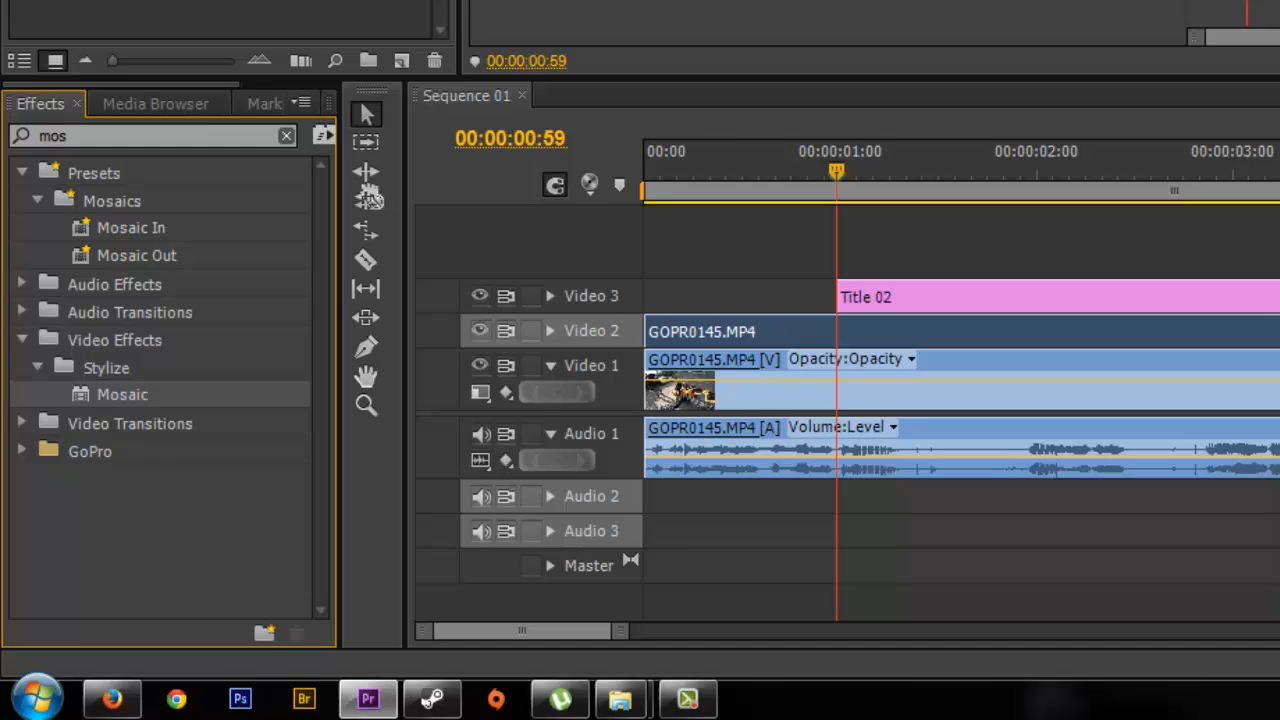 00:00:00:59
Effects
Media Browser
Mark
Sequence 01
mos
00:00:00:59
00:00
00:00:01:00
00:00:02:00
00:00:03:00
Presets
Mosaics
Mosaic In
Mosaic Out
Audio Effects
Audio Transitions
Video Effects
Stylize
Mosaic
Video Transitions
GoPro
Video 3
Title 02
Video 2
GOPR0145.MP4
Video 1
GOPR0145.MP4 [V] Opacity:Opacity
Audio 1
GOPR0145.MP4 [A] Volume:Level
Audio 2
Audio 3
Master
Ps
Br
Pr